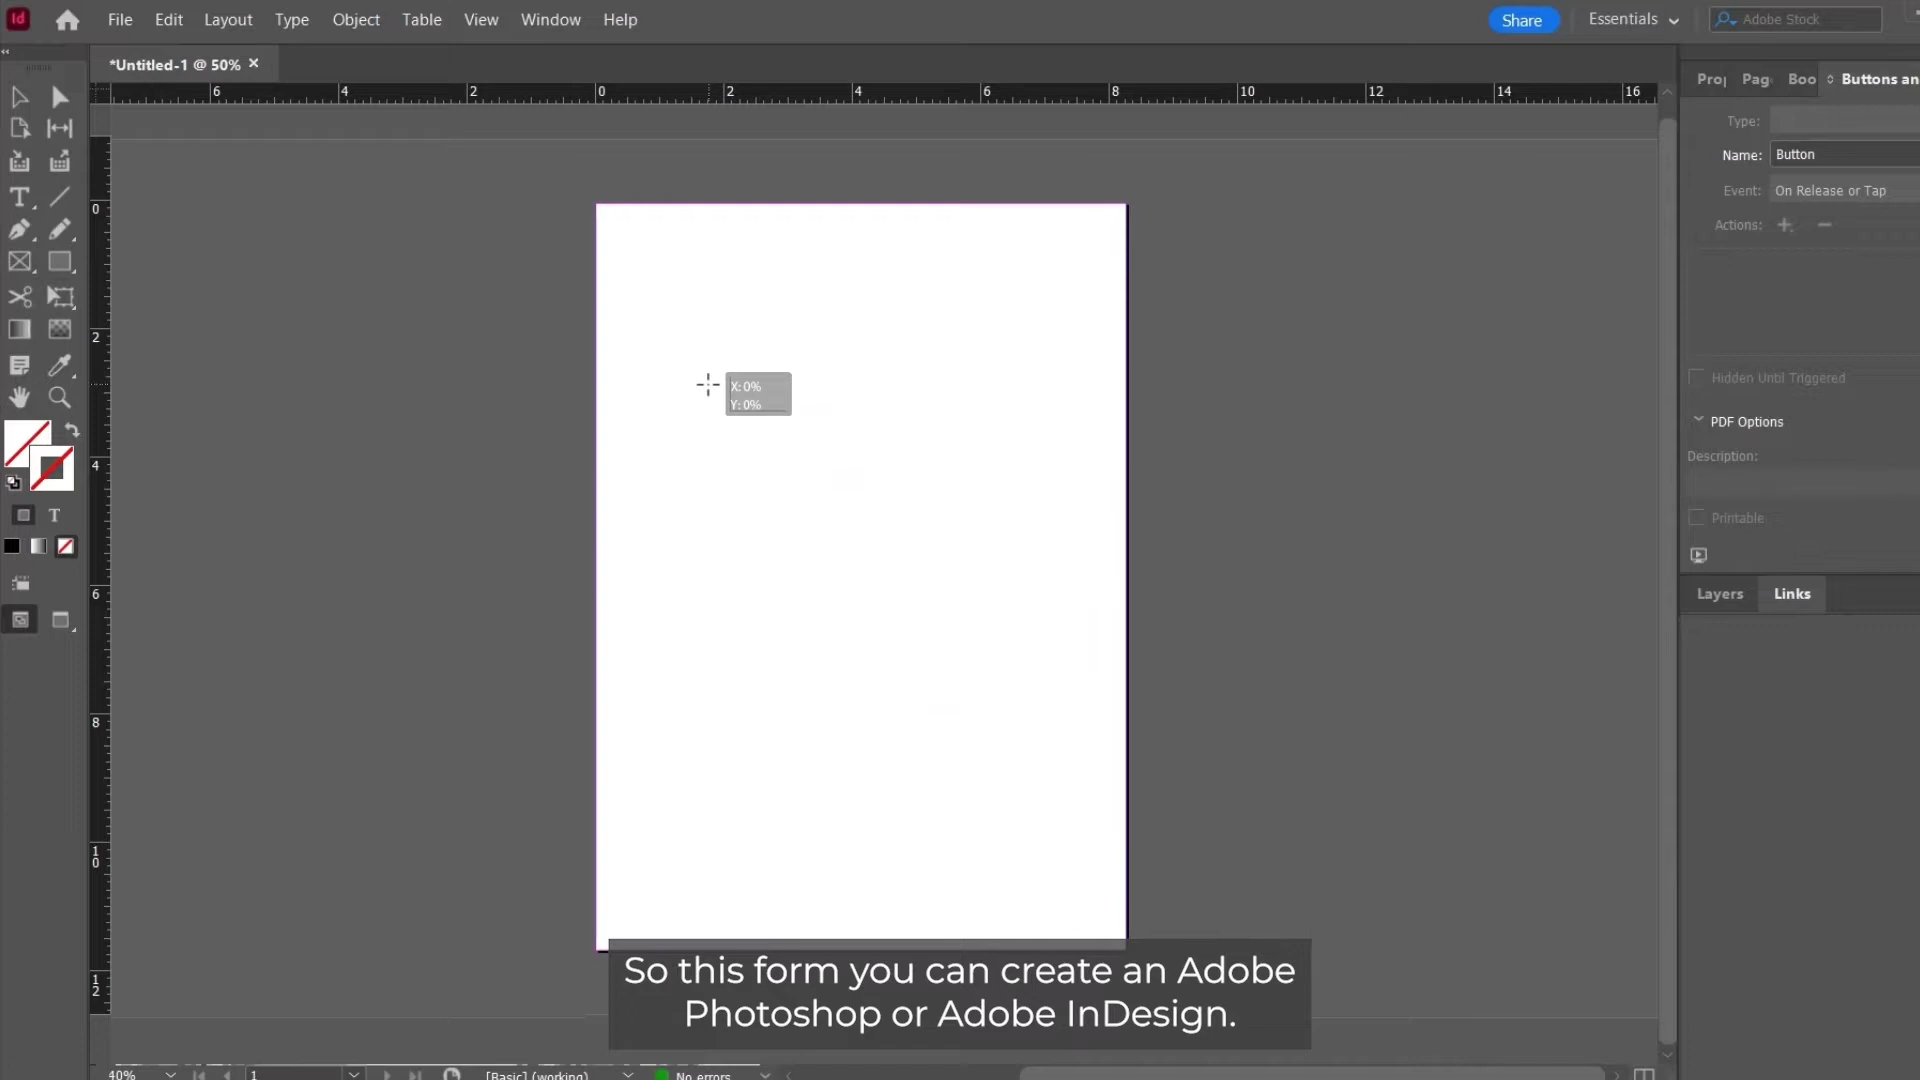 Id File Edit Layout Type Object Table View Window Help Share Essentials Adobe Stock
*Untitled-1 @ 50% ×
Pro Pag Boo Buttons an
6 4 2 0 2 4 6 8 10 12 14 16
Type:
Name: Button
Event: On Release or Tap
Actions:
0
2
4
6
8
10
12
X: 0%
Y: 0%
T
T
Hidden Until Triggered
PDF Options
Description:
Printable
Layers Links
So this form you can create an Adobe
Photoshop or Adobe InDesign.
40% 1 [Basic] (working) No errors